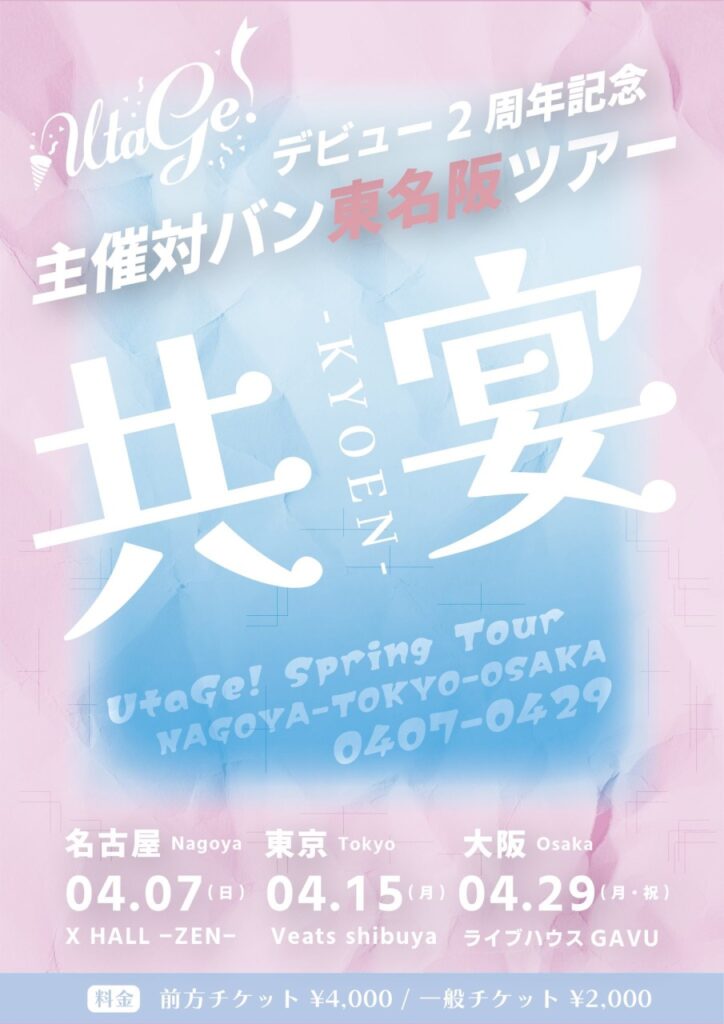 UtaGe!
デビュー2周年記念
主催対バン東名阪ツアー
共宴
-KYOEN-
UtaGe! Spring Tour
NAGOYA-TOKYO-OSAKA
0407-0429
名古屋 Nagoya
04.07(日)
X HALL -ZEN-
東京 Tokyo
04.15(月)
Veats shibuya
大阪 Osaka
04.29(月・祝)
ライブハウス GAVU
料金 前方チケット ¥4,000 / 一般チケット ¥2,000